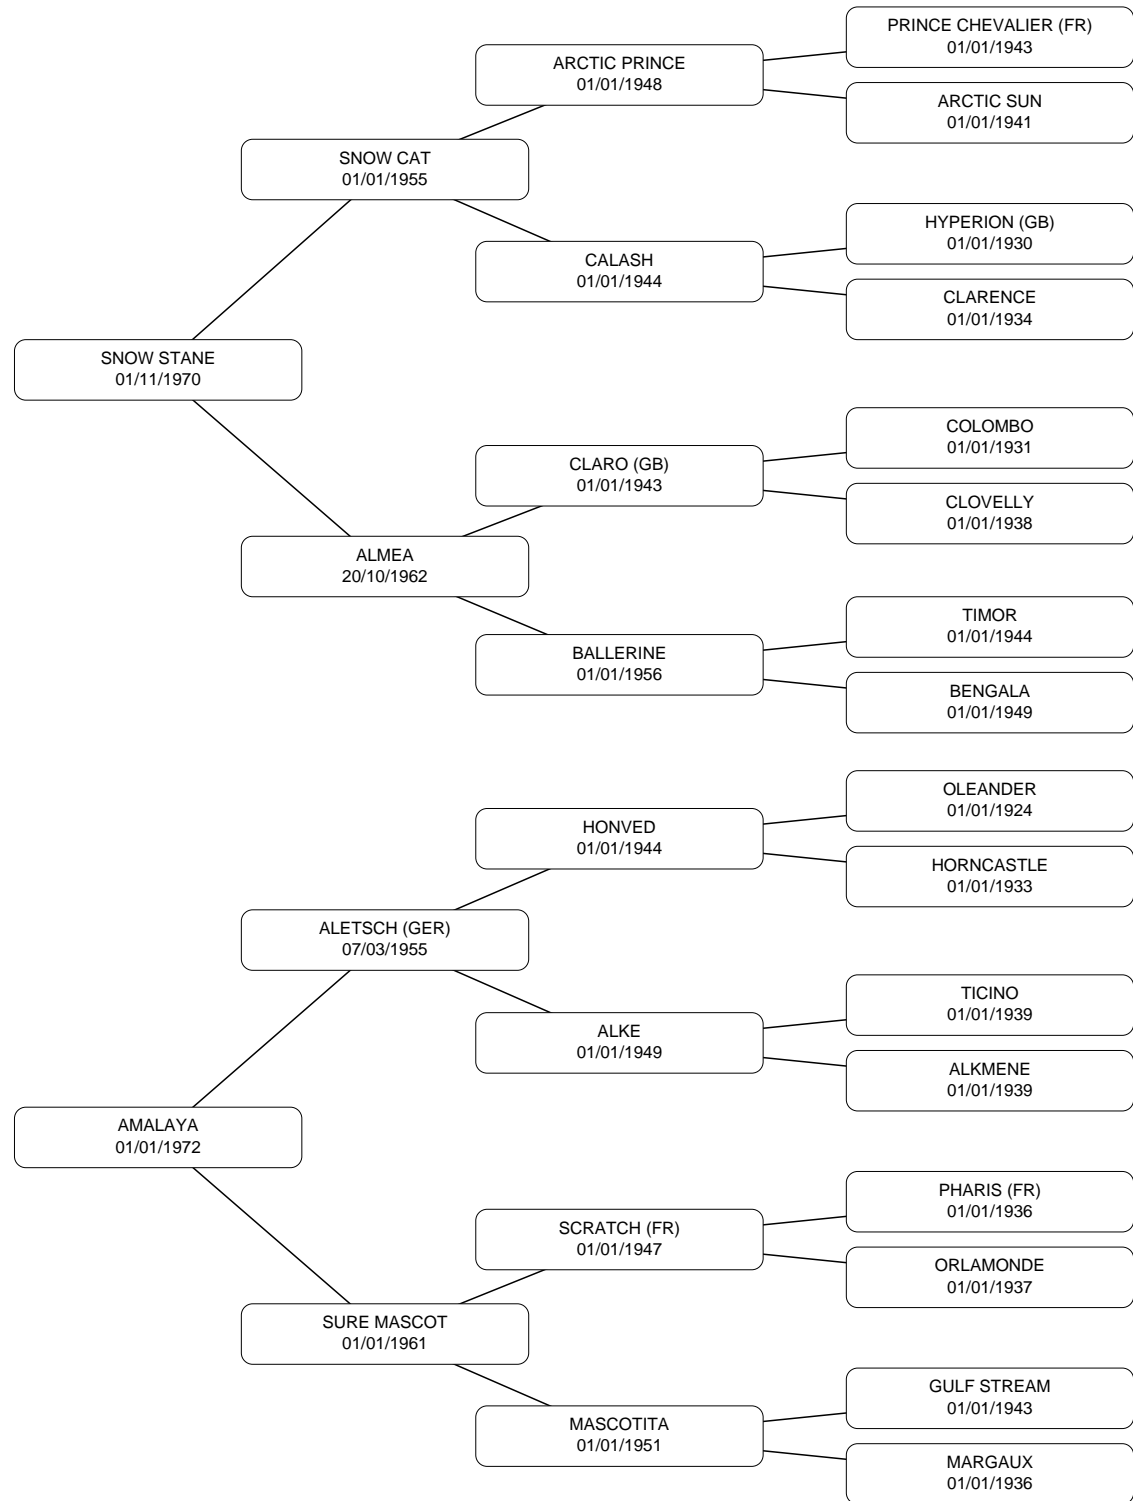 PRINCE CHEVALIER (FR)
01/01/1943
ARCTIC PRINCE
01/01/1948
ARCTIC SUN
01/01/1941
SNOW CAT
01/01/1955
HYPERION (GB)
01/01/1930
CALASH
01/01/1944
CLARENCE
01/01/1934
SNOW STANE
01/11/1970
COLOMBO
01/01/1931
CLARO (GB)
01/01/1943
CLOVELLY
01/01/1938
ALMEA
20/10/1962
TIMOR
01/01/1944
BALLERINE
01/01/1956
BENGALA
01/01/1949
OLEANDER
01/01/1924
HONVED
01/01/1944
HORNCASTLE
01/01/1933
ALETSCH (GER)
07/03/1955
TICINO
01/01/1939
ALKE
01/01/1949
ALKMENE
01/01/1939
AMALAYA
01/01/1972
PHARIS (FR)
01/01/1936
SCRATCH (FR)
01/01/1947
ORLAMONDE
01/01/1937
SURE MASCOT
01/01/1961
GULF STREAM
01/01/1943
MASCOTITA
01/01/1951
MARGAUX
01/01/1936